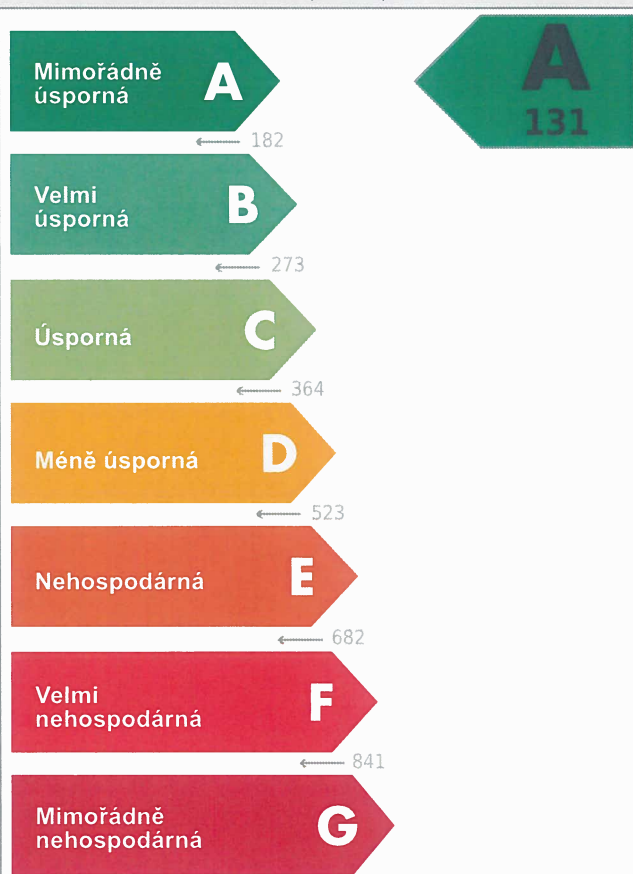 Mimořádně
úsporná
A
A
131
182
Velmi
úsporná
B
273
Úsporná
C
364
Méně úsporná
D
523
Nehospodárná
E
682
Velmi
nehospodárná
F
841
Mimořádně
nehospodárná
G